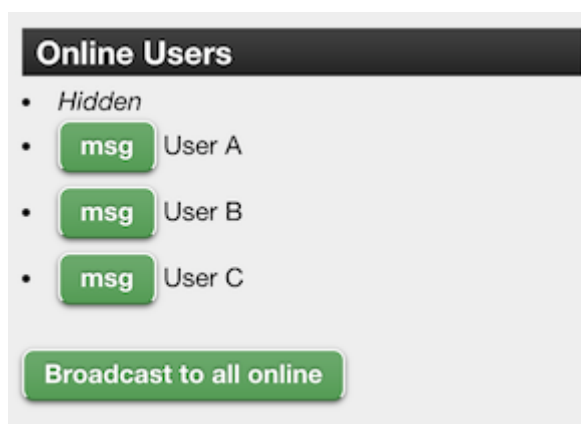 Online Users
Hidden
msg User A
msg User B
msg User C
Broadcast to all online